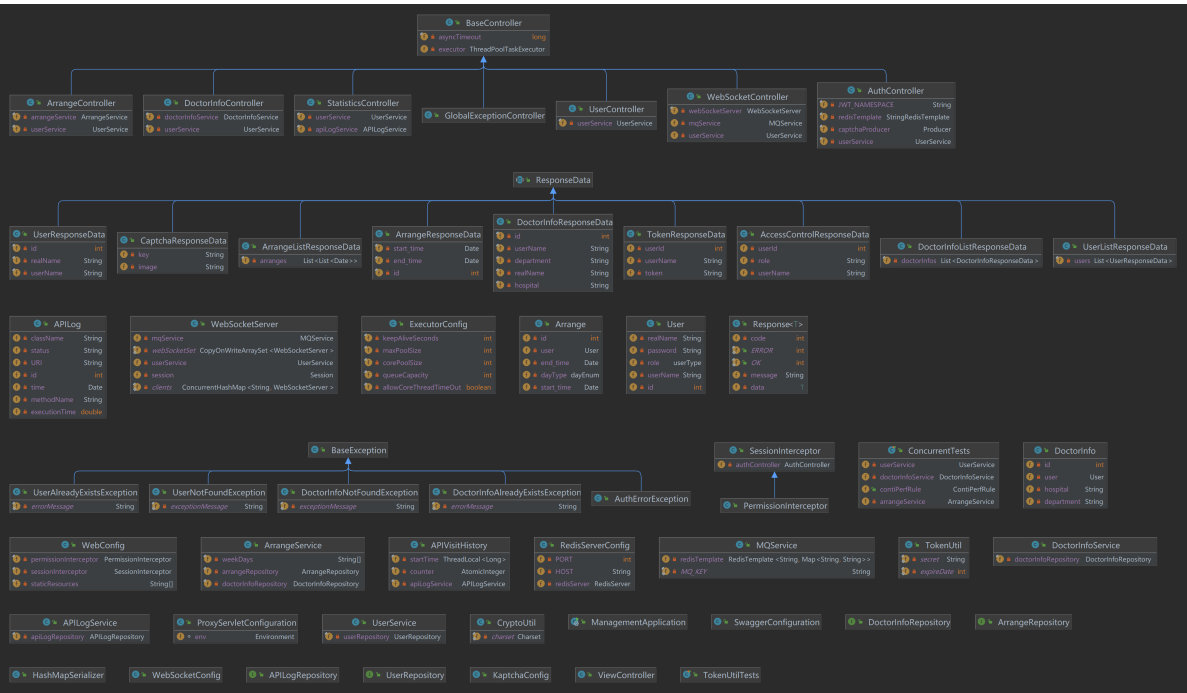 BaseController
asyncTimeout long
executor ThreadPoolTaskExecutor
ArrangeController
arrangeService ArrangeService
userService UserService
DoctorInfoController
doctorInfoService DoctorInfoService
userService UserService
StatisticsController
userService UserService
apiLogService APILogService
GlobalExceptionController
UserController
userService UserService
WebSocketController
webSocketServer WebSocketServer
mqService MQService
userService UserService
AuthController
JWT_NAMESPACE String
redisTemplate StringRedisTemplate
captchaProducer Producer
userService UserService
ResponseData
UserResponseData
id int
realName String
userName String
CaptchaResponseData
key String
image String
ArrangeListResponseData
arranges List<List<Date>>
ArrangeResponseData
start_time Date
end_time Date
id int
DoctorInfoResponseData
id int
userName String
department String
realName String
hospital String
TokenResponseData
userId int
userName String
token String
AccessControlResponseData
userId int
role String
userName String
DoctorInfoListResponseData
doctorInfos List<DoctorInfoResponseData>
UserListResponseData
users List<UserResponseData>
APILog
className String
status String
URI String
id int
time Date
methodName String
executionTime double
WebSocketServer
mqService MQService
webSocketSet CopyOnWriteArraySet<WebSocketServer>
userService UserService
session Session
clients ConcurrentHashMap<String, WebSocketServer>
ExecutorConfig
keepAliveSeconds int
maxPoolSize int
corePoolSize int
queueCapacity int
allowCoreThreadTimeOut boolean
Arrange
id int
user User
end_time Date
dayType dayEnum
start_time Date
User
realName String
password String
role userType
userName String
id int
Response<T>
code int
ERROR int
OK int
message String
data T
BaseException
UserAlreadyExistsException
errorMessage String
UserNotFoundException
exceptionMessage String
DoctorInfoNotFoundException
exceptionMessage String
DoctorInfoAlreadyExistsException
errorMessage String
AuthErrorException
SessionInterceptor
authController AuthController
PermissionInterceptor
ConcurrentTests
userService UserService
doctorInfoService DoctorInfoService
contiPerfRule ContiPerfRule
arrangeService ArrangeService
DoctorInfo
id int
user User
hospital String
department String
WebConfig
permissionInterceptor PermissionInterceptor
sessionInterceptor SessionInterceptor
staticResources String[]
ArrangeService
weekDays String[]
arrangeRepository ArrangeRepository
doctorInfoRepository DoctorInfoRepository
APIVisitHistory
startTime ThreadLocal<Long>
counter AtomicInteger
apiLogService APILogService
RedisServerConfig
PORT int
HOST String
redisServer RedisServer
MQService
redisTemplate RedisTemplate<String, Map<String, String>>
MQ_KEY String
TokenUtil
secret String
expireDate int
DoctorInfoService
doctorInfoRepository DoctorInfoRepository
APILogService
apiLogRepository APILogRepository
ProxyServletConfiguration
env Environment
UserService
userRepository UserRepository
CryptoUtil
charset Charset
ManagementApplication
SwaggerConfiguration
DoctorInfoRepository
ArrangeRepository
HashMapSerializer
WebSocketConfig
APILogRepository
UserRepository
KaptchaConfig
ViewController
TokenUtilTests